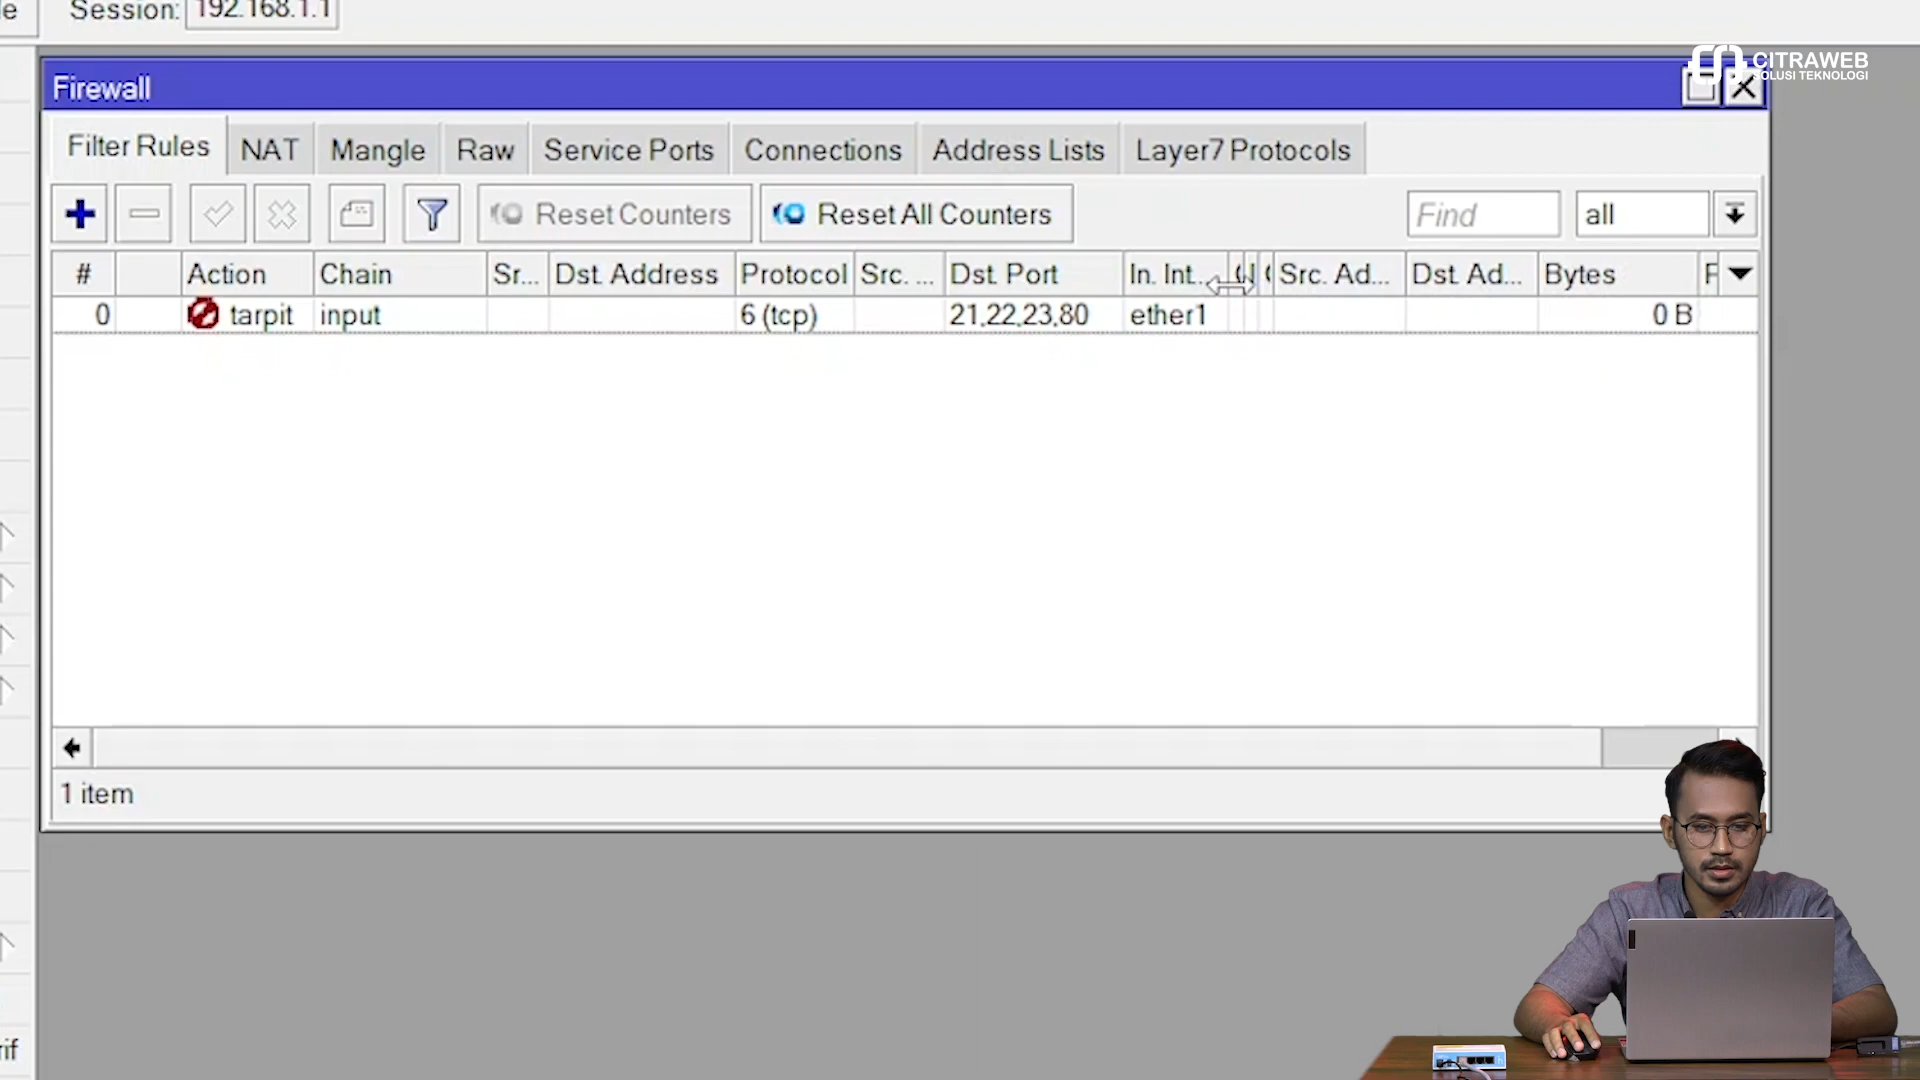 Session: 192.168.1.1
CITRAWEB
SOLUSI TEKNOLOGI
Firewall
Filter Rules NAT Mangle Raw Service Ports Connections Address Lists Layer7 Protocols
Reset Counters Reset All Counters Find all
# Action Chain Sr... Dst. Address Protocol Src. ... Dst. Port In. Int... Src. Ad... Dst. Ad... Bytes
0 tarpit input 6 (tcp) 21,22,23,80 ether1 0 B
1 item